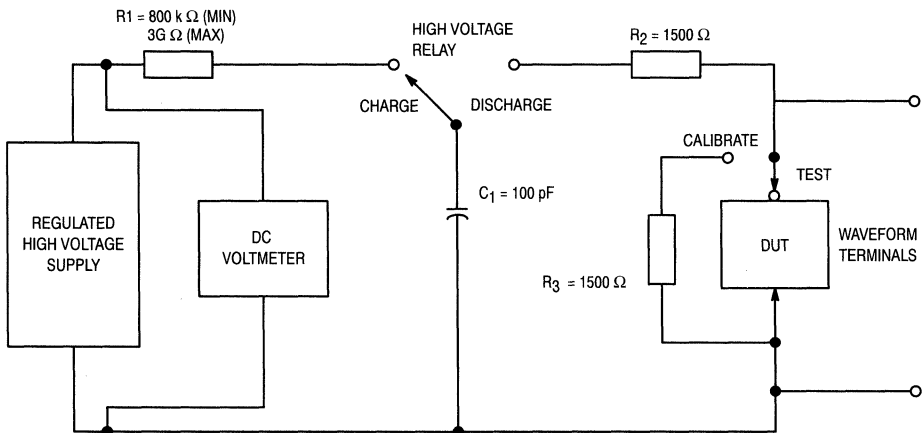 R1 = 800 k Ω (MIN)
3G Ω (MAX)
HIGH VOLTAGE
RELAY
R2 = 1500 Ω
CHARGE
DISCHARGE
CALIBRATE
TEST
C1 = 100 pF
REGULATED
HIGH VOLTAGE
SUPPLY
DC
VOLTMETER
R3 = 1500 Ω
DUT
WAVEFORM
TERMINALS